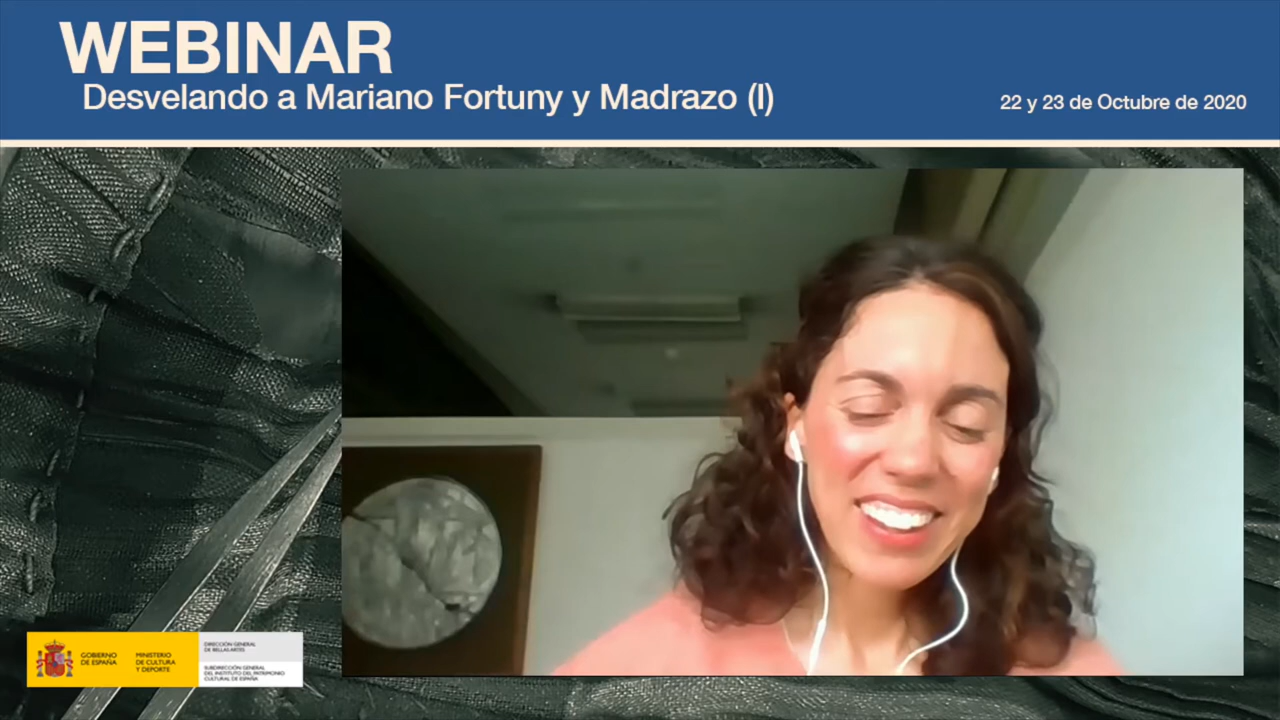 WEBINAR
Desvelando a Mariano Fortuny y Madrazo (I)
22 y 23 de Octubre de 2020
GOBIERNO
DE ESPAÑA
MINISTERIO
DE CULTURA
Y DEPORTE
DIRECCIÓN GENERAL
DE BELLAS ARTES
SUBDIRECCIÓN GENERAL
DEL INSTITUTO DEL PATRIMONIO
CULTURAL DE ESPAÑA